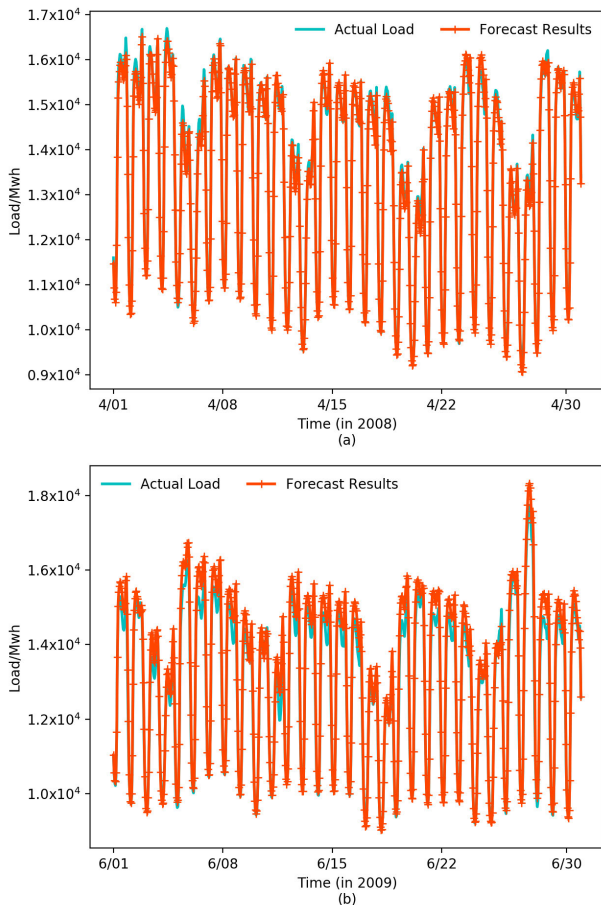 1.7x10⁴
Actual Load
Forecast Results
1.6x10⁴
1.5x10⁴
1.4x10⁴
1.3x10⁴
1.2x10⁴
1.1x10⁴
1.0x10⁴
0.9x10⁴
Load/Mwh
4/01 4/08 4/15 4/22 4/30
Time (in 2008)
(a)
Actual Load
Forecast Results
1.8x10⁴
1.6x10⁴
1.4x10⁴
1.2x10⁴
1.0x10⁴
Load/Mwh
6/01 6/08 6/15 6/22 6/30
Time (in 2009)
(b)